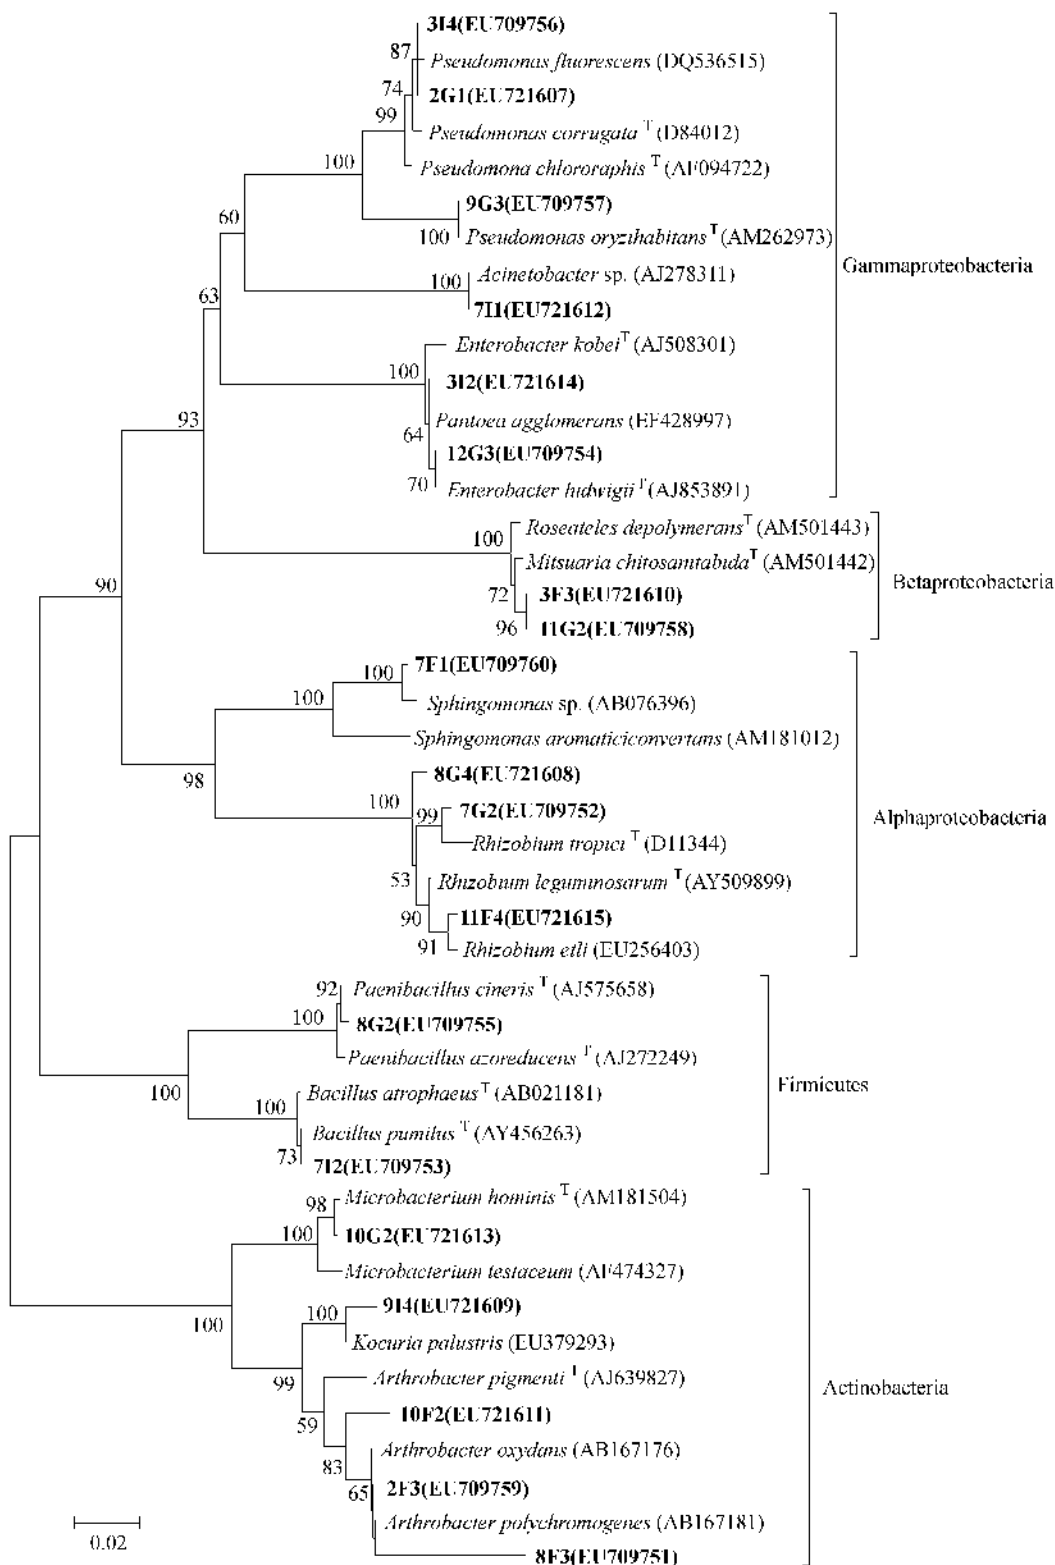 3I4(EU709756)
87
Pseudomonas fluorescens (DQ536515)
74
2G1(EU721607)
99
Pseudomonas corrugata T (D84012)
100
Pseudomona chlororaphis T (AF094722)
9G3(EU709757)
60
100
Pseudomonas oryzihabitans T (AM262973)
Gammaproteobacteria
Acinetobacter sp. (AJ278311)
100
63
7I1(EU721612)
Enterobacter kobei T (AJ508301)
100
3I2(EU721614)
93
Pantoea agglomerans (EF428997)
64
12G3(EU709754)
70
Enterobacter ludwigii T (AJ853891)
Roseateles depolymerans T (AM501443)
100
Mitsuaria chitosantabida T (AM501442)
90
Betaproteobacteria
72
3F3(EU721610)
96
11G2(EU709758)
7F1(EU709760)
100
100
Sphingomonas sp. (AB076396)
Sphingomonas aromaticiconvertans (AM181012)
98
8G4(EU721608)
100
99
7G2(EU709752)
Alphaproteobacteria
Rhizobium tropici T (D11344)
53
Rhizobium leguminosarum T (AY509899)
90
11F4(EU721615)
91
Rhizobium etli (EU256403)
92
Paenibacillus cineris T (AJ575658)
100
8G2(EU709755)
Paenibacillus azoreducens T (AJ272249)
Firmicutes
100
Bacillus atrophaeus T (AB021181)
100
Bacillus pumilus T (AY456263)
73
7I2(EU709753)
Microbacterium hominis T (AM181504)
98
100
10G2(EU721613)
Microbacterium testaceum (AF474327)
9I4(EU721609)
100
100
Kocuria palustris (EU379293)
99
Arthrobacter pigmenti T (AJ639827)
Actinobacteria
59
10F2(EU721611)
Arthrobacter oxydans (AB167176)
83
65
2F3(EU709759)
Arthrobacter polychromogenes (AB167181)
0.02
8F3(EU709751)